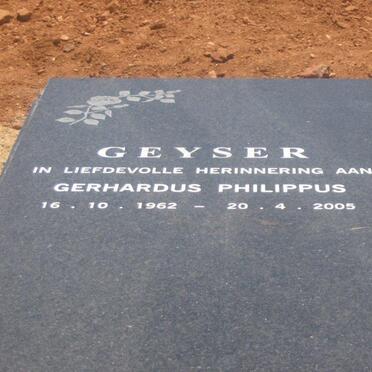 GEYSER
IN LIEFDEVOLLE HERINNERING AAN
GERHARDUS PHILIPPUS
16 . 10 . 1962 – 20 . 4 . 2005